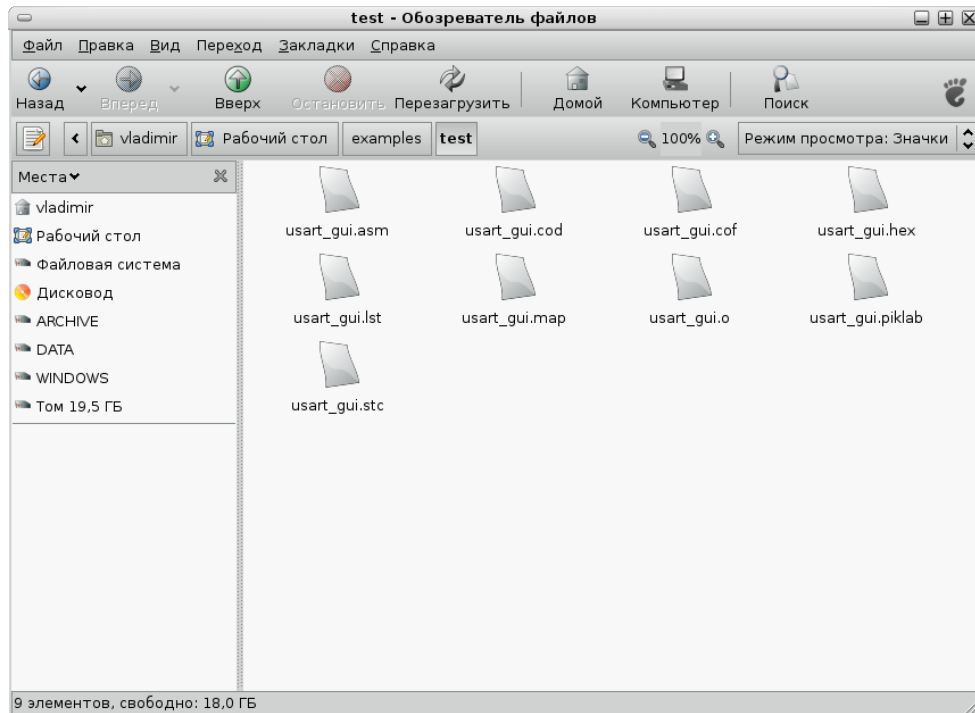 test - Обозреватель файлов
Файл Правка Вид Переход Закладки Справка
Назад Вперед Вверх Остановить Перезагрузить Домой Компьютер Поиск
vladimir Рабочий стол examples test 100% Режим просмотра: Значки
Места
vladimir
Рабочий стол
Файловая система
Дисковод
ARCHIVE
DATA
WINDOWS
Том 19,5 ГБ
usart_gui.asm usart_gui.cod usart_gui.cof usart_gui.hex
usart_gui.lst usart_gui.map usart_gui.o usart_gui.piklab
usart_gui.stc
9 элементов, свободно: 18,0 ГБ